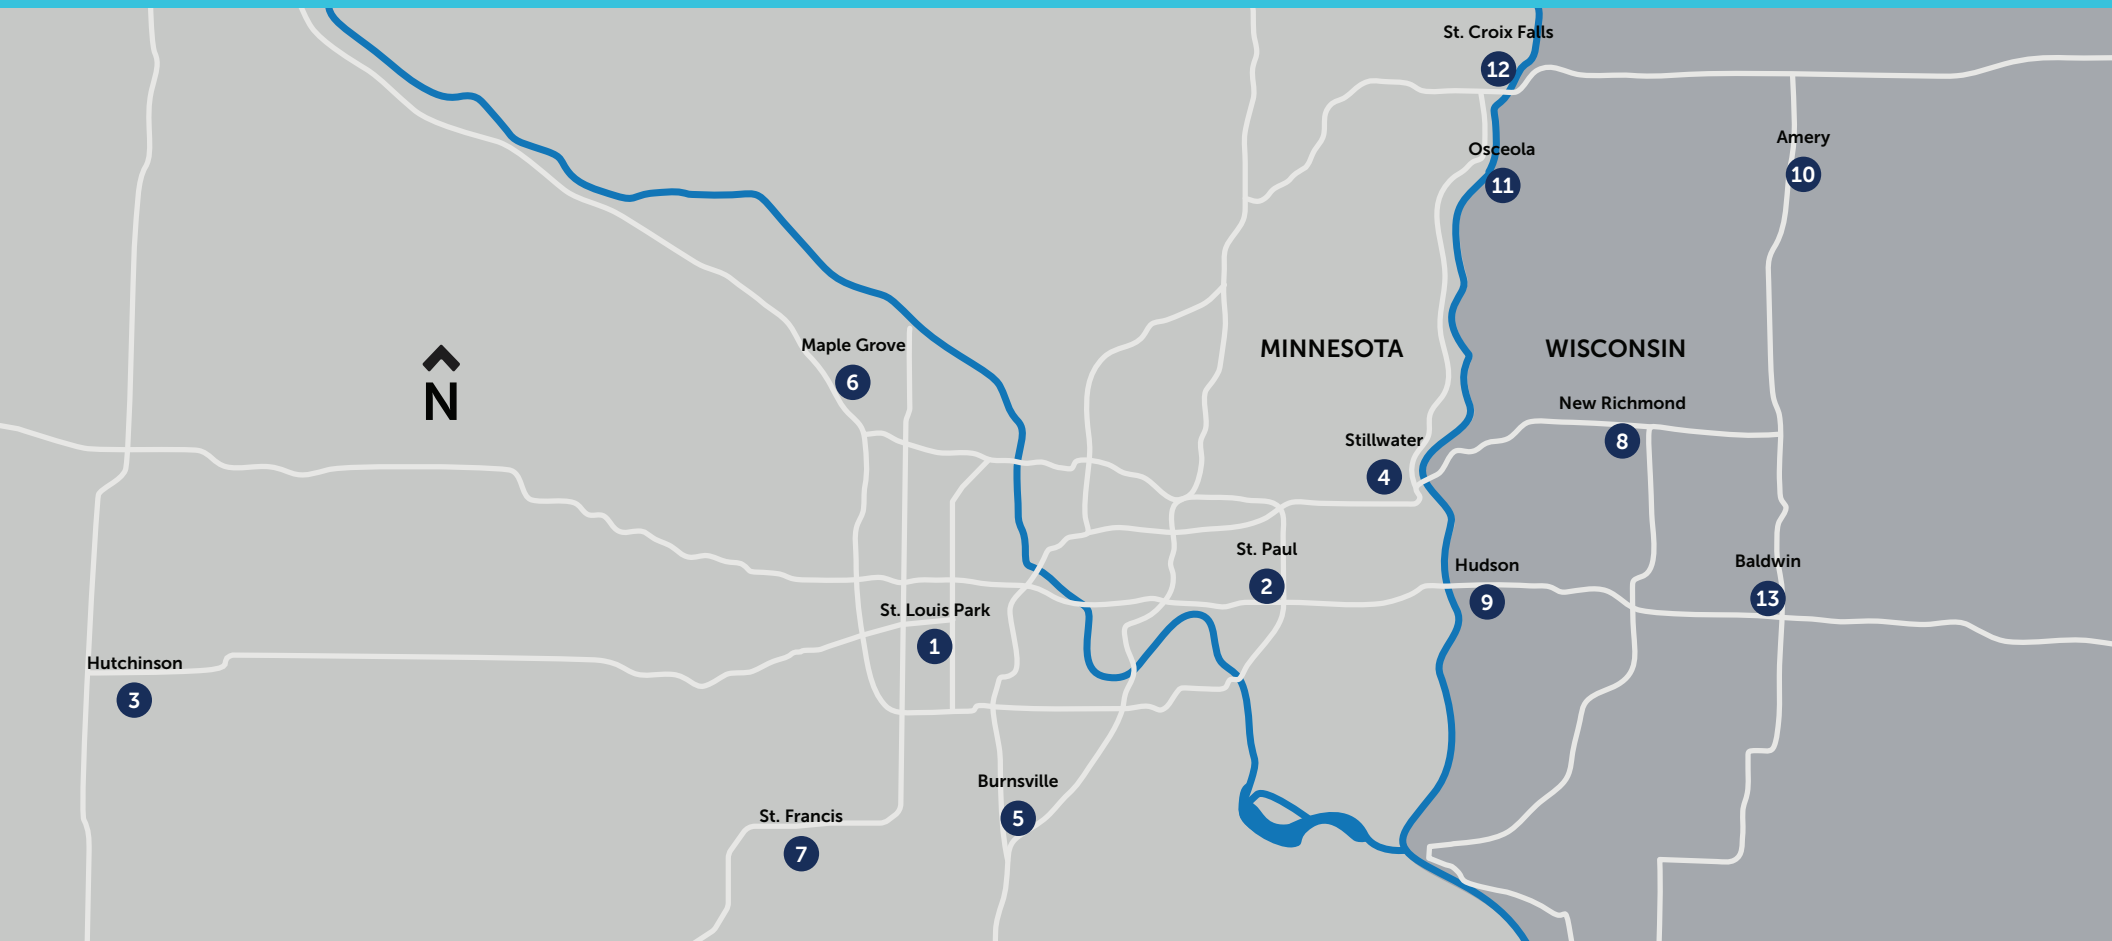 St. Croix Falls
12
Amery
10
Osceola
11
MINNESOTA
WISCONSIN
Maple Grove
6
N
New Richmond
8
Stillwater
4
St. Paul
2
Hudson
9
Baldwin
13
St. Louis Park
1
Hutchinson
3
Burnsville
5
St. Francis
7